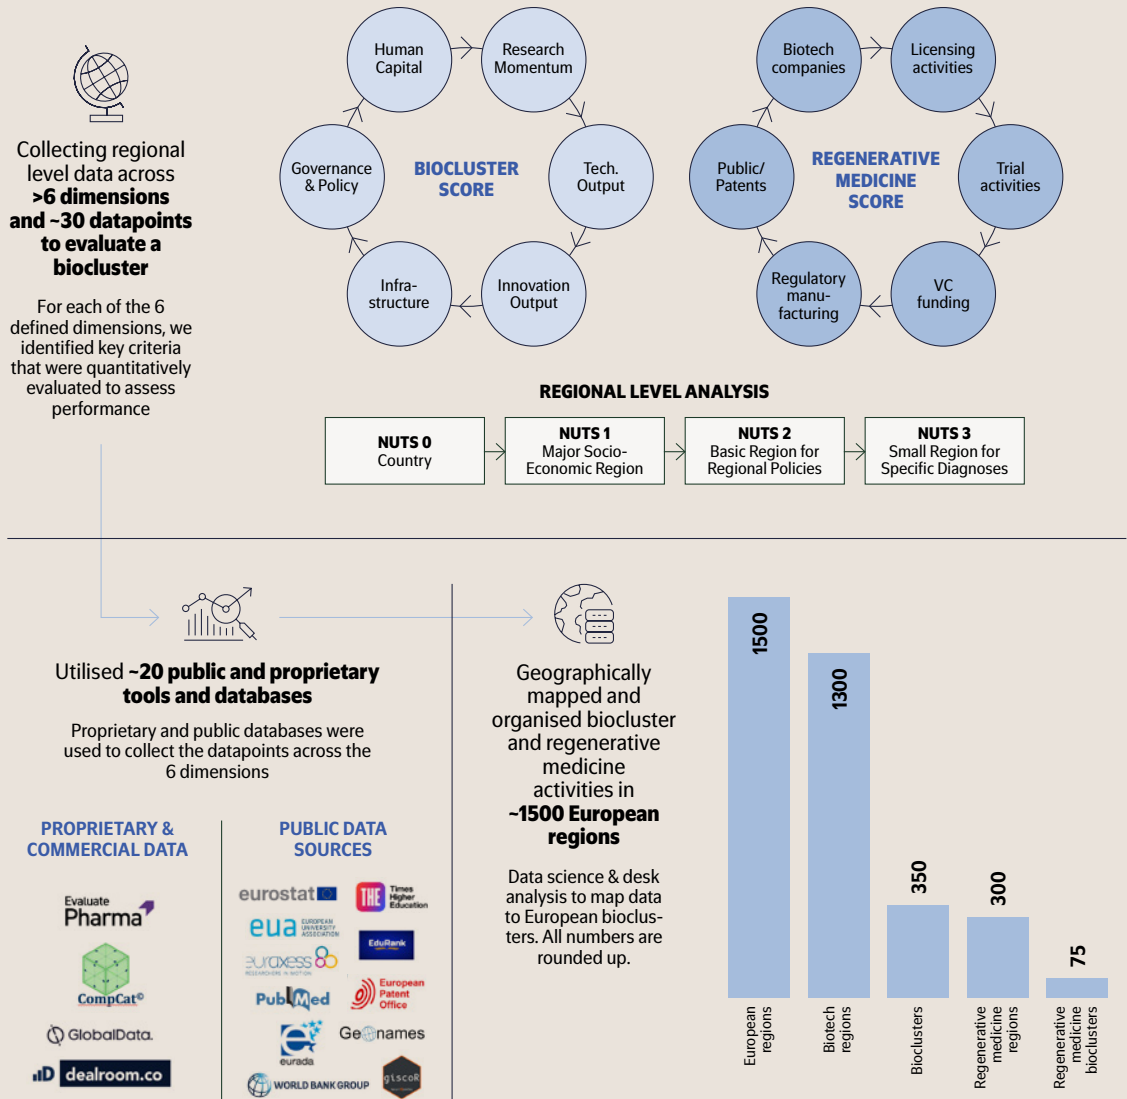 Collecting regional
level data across
>6 dimensions
and ~30 datapoints
to evaluate a
biocluster
For each of the 6
defined dimensions, we
identified key criteria
that were quantitatively
evaluated to assess
performance
Human
Capital
Research
Momentum
Governance
& Policy
BIOCLUSTER
SCORE
Tech.
Output
Infra-
structure
Innovation
Output
Biotech
companies
Licensing
activities
Public/
Patents
REGENERATIVE
MEDICINE
SCORE
Trial
activities
Regulatory
manu-
facturing
VC
funding
REGIONAL LEVEL ANALYSIS
NUTS 0
Country
NUTS 1
Major Socio-
Economic Region
NUTS 2
Basic Region for
Regional Policies
NUTS 3
Small Region for
Specific Diagnoses
Utilised ~20 public and proprietary
tools and databases
Proprietary and public databases were
used to collect the datapoints across the
6 dimensions
PROPRIETARY &
COMMERCIAL DATA
Evaluate
Pharma
CompCat©
GlobalData.
dealroom.co
PUBLIC DATA
SOURCES
eurostat
THE Times
Higher
Education
eua EUROPEAN
UNIVERSITY
ASSOCIATION
EduRank
euraxess
RESEARCHERS IN MOTION
PubMed
European
Patent
Office
eurada
Geonames
WORLD BANK GROUP
giscoR
Geographically
mapped and
organised biocluster
and regenerative
medicine
activities in
~1500 European
regions
Data science & desk
analysis to map data
to European bioclus-
ters. All numbers are
rounded up.
1500
1300
350
300
75
European
regions
Biotech
regions
Bioclusters
Regenerative
medicine
regions
Regenerative
medicine
bioclusters